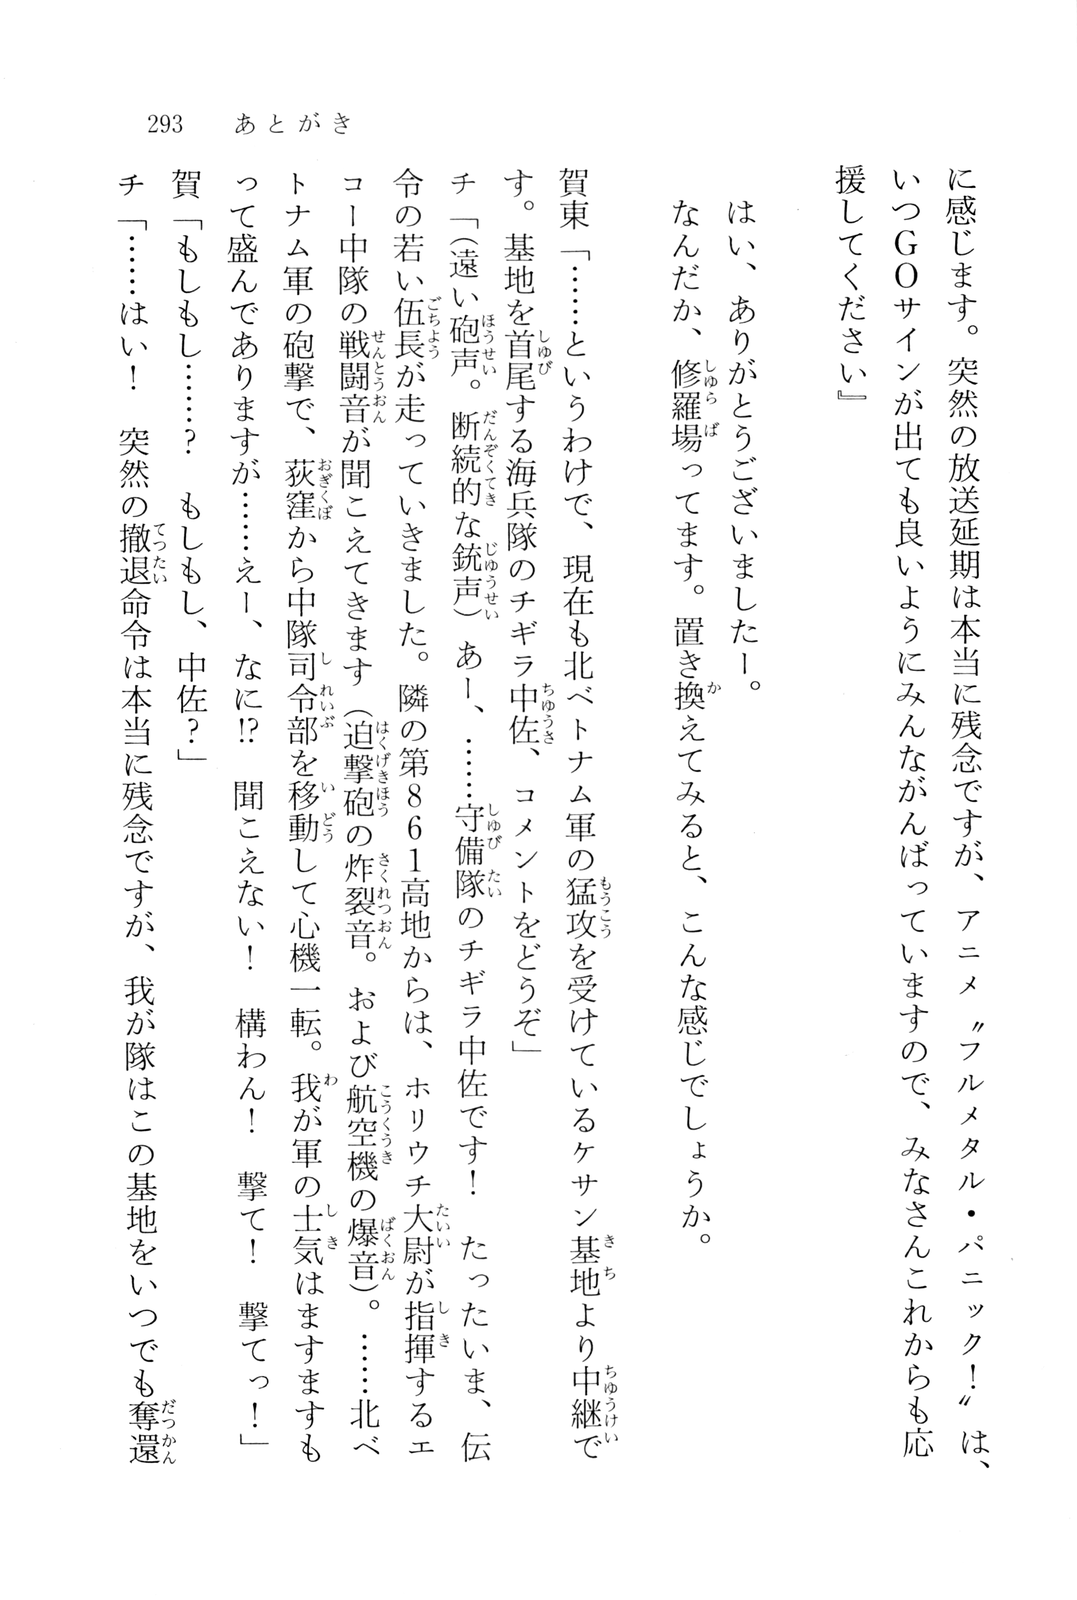 293　あとがき
に感じます。突然の放送延期は本当に残念ですが、アニメ〝フルメタル・パニック！〟は、
いつＧＯサインが出ても良いようにみんながんばっていますので、みなさんこれからも応
援してください』
はい、ありがとうございましたー。
なんだか、修羅場ってます。置き換えてみると、こんな感じでしょうか。
賀東「……というわけで、現在も北ベトナム軍の猛攻を受けているケサン基地より中継で
す。基地を首尾する海兵隊のチギラ中佐、コメントをどうぞ」
チ「（遠い砲声。断続的な銃声）あー、……守備隊のチギラ中佐です！　たったいま、伝
令の若い伍長が走っていきました。隣の第８６１高地からは、ホリウチ大尉が指揮するエ
コー中隊の戦闘音が聞こえてきます（迫撃砲の炸裂音。および航空機の爆音）。……北ベ
トナム軍の砲撃で、荻窪から中隊司令部を移動して心機一転。我が軍の士気はますますも
って盛んでありますが……えー、なに!?　聞こえない！　構わん！　撃て！　撃てっ！」
賀「もしもし……？　もしもし、中佐？」
チ「……はい！　突然の撤退命令は本当に残念ですが、我が隊はこの基地をいつでも奪還